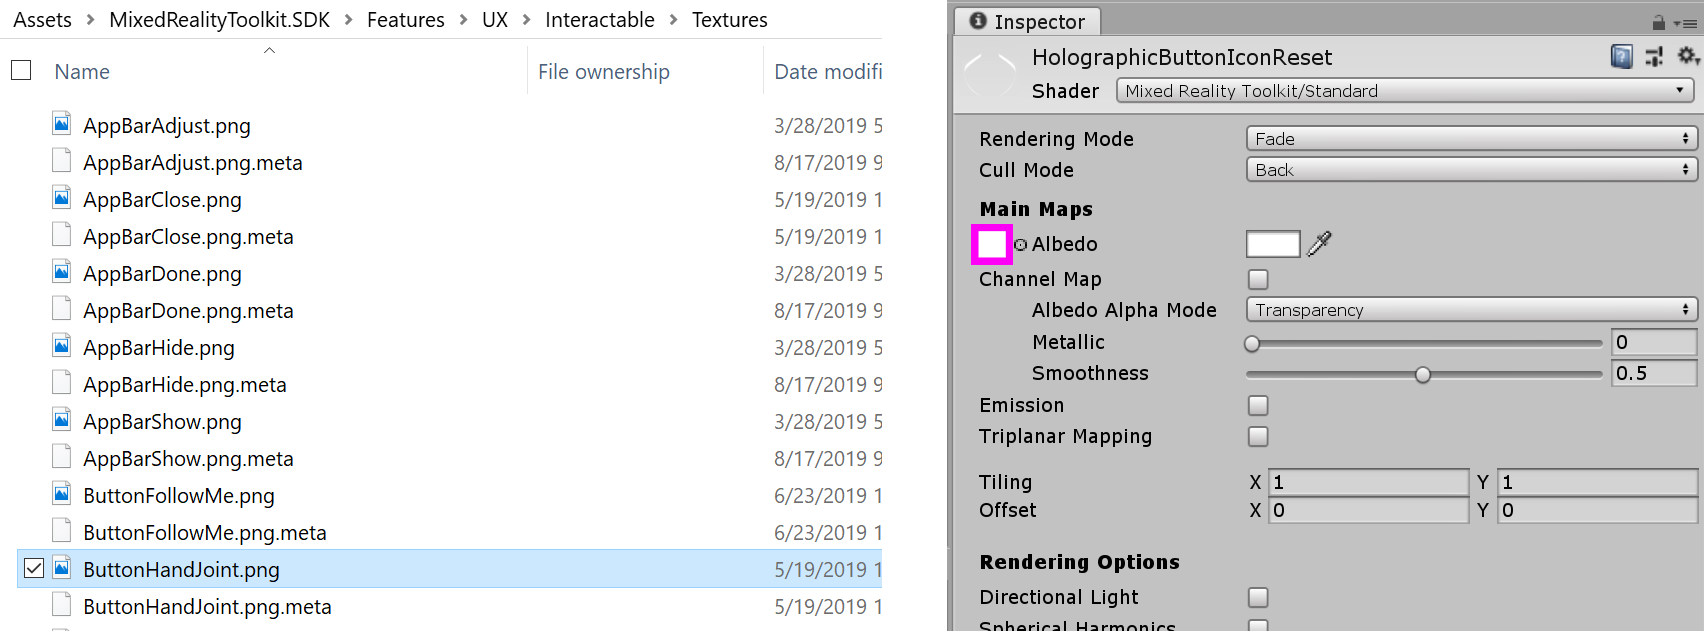 Assets > MixedRealityToolkit.SDK > Features > UX > Interactable > Textures
Name File ownership Date modifi
AppBarAdjust.png 3/28/2019 5
AppBarAdjust.png.meta 8/17/2019 9
AppBarClose.png 5/19/2019 1
AppBarClose.png.meta 5/19/2019 1
AppBarDone.png 3/28/2019 5
AppBarDone.png.meta 8/17/2019 9
AppBarHide.png 3/28/2019 5
AppBarHide.png.meta 8/17/2019 9
AppBarShow.png 3/28/2019 5
AppBarShow.png.meta 8/17/2019 9
ButtonFollowMe.png 6/23/2019 1
ButtonFollowMe.png.meta 6/23/2019 1
ButtonHandJoint.png 5/19/2019 1
ButtonHandJoint.png.meta 5/19/2019 1
Inspector
HolographicButtonIconReset
Shader Mixed Reality Toolkit/Standard
Rendering Mode Fade
Cull Mode Back
Main Maps
Albedo
Channel Map
Albedo Alpha Mode Transparency
Metallic 0
Smoothness 0.5
Emission
Triplanar Mapping
Tiling X 1 Y 1
Offset X 0 Y 0
Rendering Options
Directional Light
Spherical Harmonics